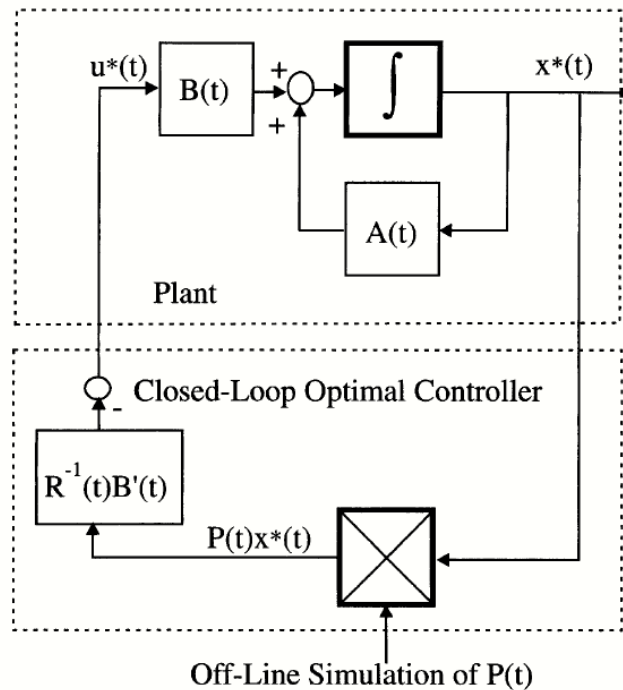 u*(t)
B(t)
+
+
∫
x*(t)
A(t)
Plant
- Closed-Loop Optimal Controller
R⁻¹(t)B'(t)
P(t)x*(t)
Off-Line Simulation of P(t)